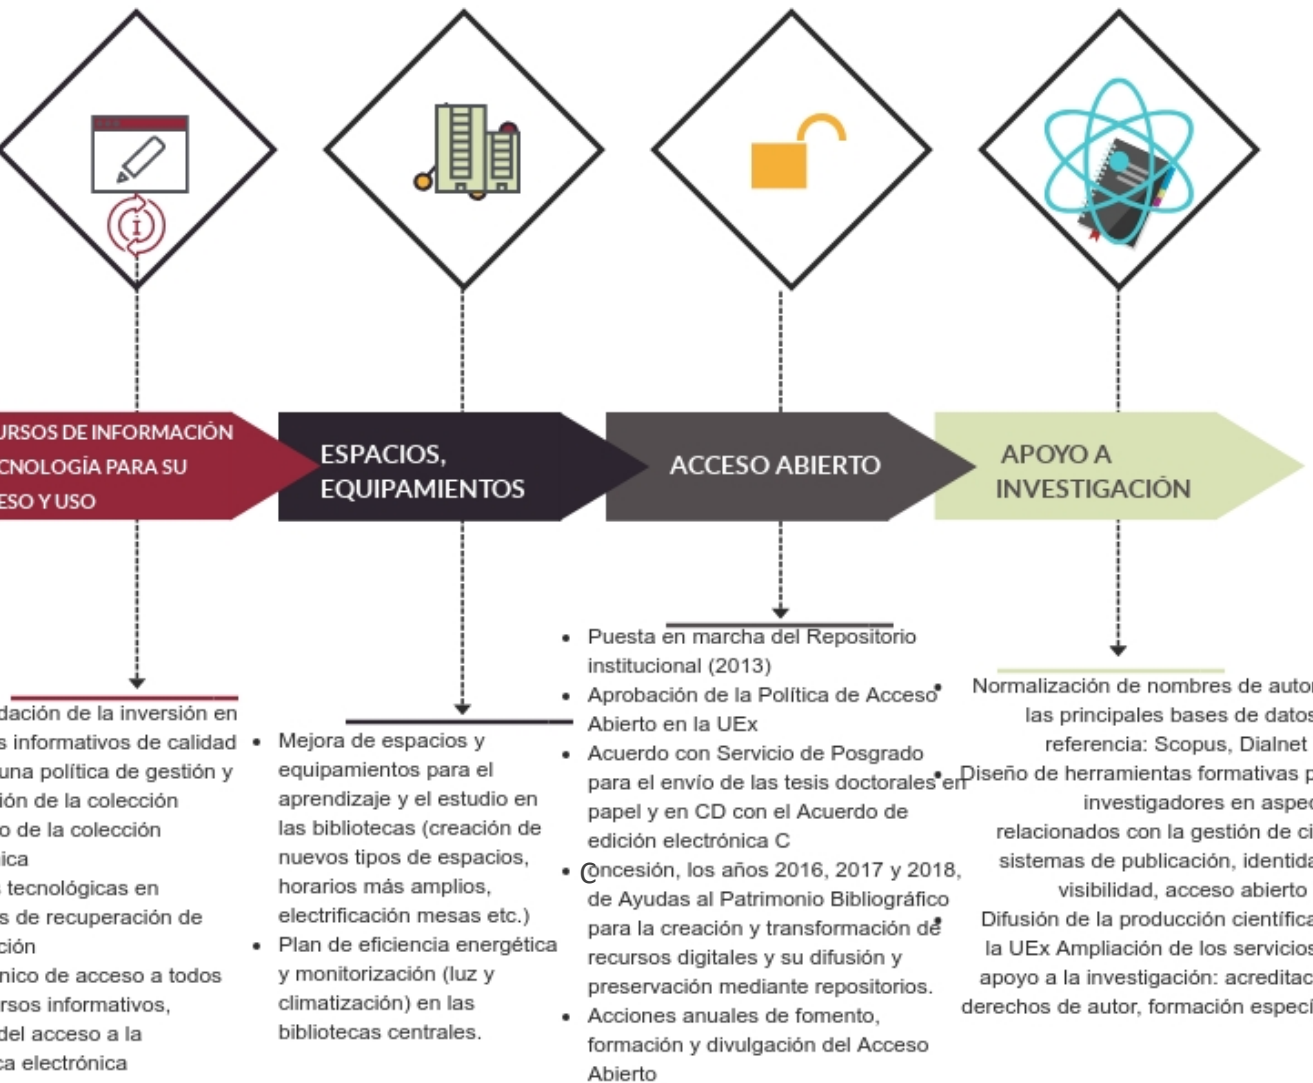 URSOS DE INFORMACIÓN
CNOLOGÍA PARA SU
ESO Y USO
ESPACIOS,
EQUIPAMIENTOS
ACCESO ABIERTO
APOYO A
INVESTIGACIÓN
dación de la inversión en
s informativos de calidad
una política de gestión y
ión de la colección
o de la colección
ica
s tecnológicas en
s de recuperación de
ción
nico de acceso a todos
rsos informativos,
del acceso a la
ca electrónica
• Mejora de espacios y
equipamientos para el
aprendizaje y el estudio en
las bibliotecas (creación de
nuevos tipos de espacios,
horarios más amplios,
electrificación mesas etc.)
• Plan de eficiencia energética
y monitorización (luz y
climatización) en las
bibliotecas centrales.
• Puesta en marcha del Repositorio
institucional (2013)
• Aprobación de la Política de Acceso
Abierto en la UEx
• Acuerdo con Servicio de Posgrado
para el envío de las tesis doctorales en
papel y en CD con el Acuerdo de
edición electrónica C
• Concesión, los años 2016, 2017 y 2018,
de Ayudas al Patrimonio Bibliográfico
para la creación y transformación de
recursos digitales y su difusión y
preservación mediante repositorios.
• Acciones anuales de fomento,
formación y divulgación del Acceso
Abierto
• Normalización de nombres de autor
las principales bases de datos
referencia: Scopus, Dialnet
• Diseño de herramientas formativas p
investigadores en aspec
relacionados con la gestión de ci
sistemas de publicación, identida
visibilidad, acceso abierto
• Difusión de la producción científica
la UEx Ampliación de los servicios
apoyo a la investigación: acreditac
derechos de autor, formación especí